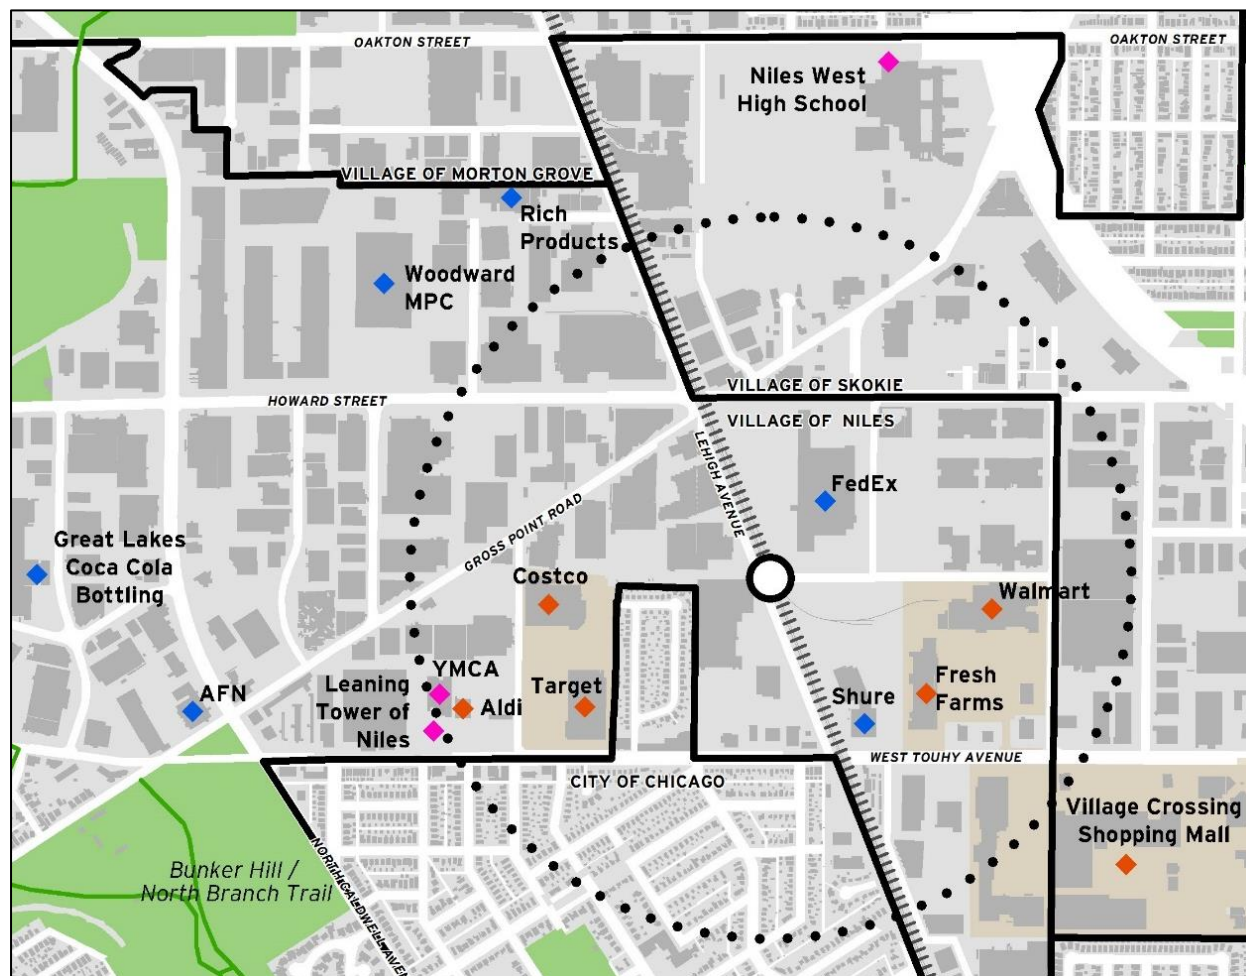 OAKTON STREET
OAKTON STREET
Niles West
High School
VILLAGE OF MORTON GROVE
Rich
Products
Woodward
MPC
VILLAGE OF SKOKIE
HOWARD STREET
VILLAGE OF NILES
LEHIGH AVENUE
FedEx
GROSS POINT ROAD
Great Lakes
Coca Cola
Bottling
Costco
Walmart
YMCA
AFN
Leaning
Tower of
Niles
Aldi
Target
Fresh
Farms
Shure
WEST TOUHY AVENUE
CITY OF CHICAGO
Village Crossing
Shopping Mall
Bunker Hill /
North Branch Trail
NORTH CALDWELL AVEN